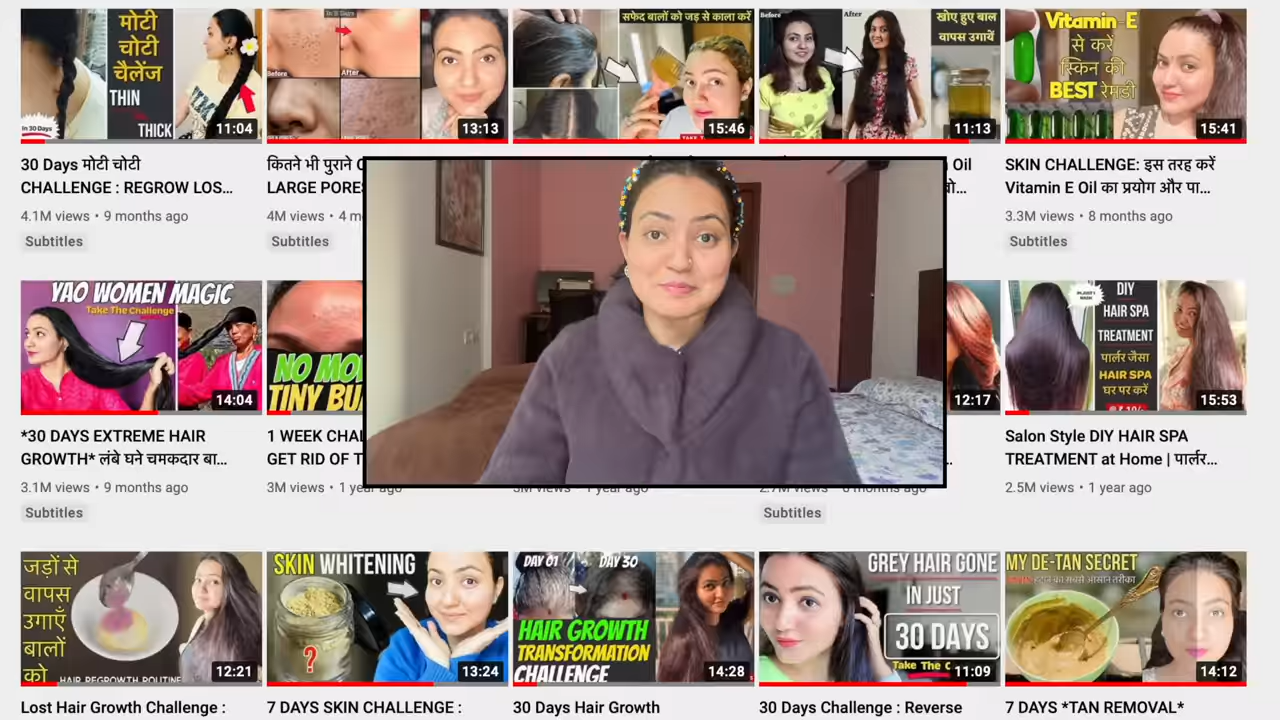 मोटी
चोटी
चैलेंज
THIN
THICK
In 30 Days
11:04
Before
After
13:13
सफेद बालों को जड़ से काला करें
15:46
Before
After
खोए हुए बाल
वापस उगायें
11:13
Vitamin E
से करें
स्किन की
BEST रेमडी
15:41
30 Days मोटी चोटी
CHALLENGE : REGROW LOS...
4.1M views • 9 months ago
Subtitles
कितने भी पुराने
LARGE PORE
4M views • 4
Subtitles
Oil
SKIN CHALLENGE: इस तरह करें
Vitamin E Oil का प्रयोग और पा...
3.3M views • 8 months ago
Subtitles
YAO WOMEN MAGIC
Take The Challenge
14:04
NO MO
TINY BU
12:17
DIY
HAIR SPA
TREATMENT
पार्लर जैसा
HAIR SPA
घर पर करें
15:53
*30 DAYS EXTREME HAIR
GROWTH* लंबे घने चमकदार बा...
3.1M views • 9 months ago
Subtitles
1 WEEK CHAL
GET RID OF T
3M views • 1 year ago
Subtitles
Salon Style DIY HAIR SPA
TREATMENT at Home | पार्लर...
2.5M views • 1 year ago
जड़ों से
वापस
उगाएँ
बालों
को
HAIR REGROWTH ROUTINE
12:21
SKIN WHITENING
?
13:24
DAY 01
DAY 30
HAIR GROWTH
TRANSFORMATION
CHALLENGE
14:28
GREY HAIR GONE
IN JUST
30 DAYS
Take The C
11:09
MY DE-TAN SECRET
14:12
Lost Hair Growth Challenge :
7 DAYS SKIN CHALLENGE :
30 Days Hair Growth
30 Days Challenge : Reverse
7 DAYS *TAN REMOVAL*